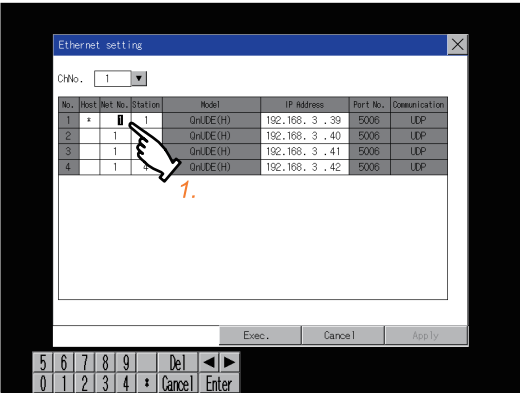 Ethernet setting
ChNo. 1 ▼
No. Host Net No. Station Model IP Address Port No. Communication
1 * 1 1 QnUDE(H) 192.168. 3 .39 5006 UDP
2 1 QnUDE(H) 192.168. 3 .40 5006 UDP
3 1 QnUDE(H) 192.168. 3 .41 5006 UDP
4 1 4 QnUDE(H) 192.168. 3 .42 5006 UDP
1.
Exec. Cancel Apply
5 6 7 8 9 Del ◀ ▶
0 1 2 3 4 * Cancel Enter